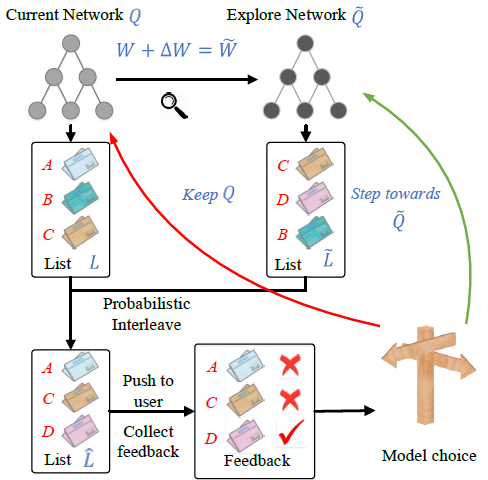 Current Network Q
Explore Network Q̃
W + ΔW = W̃
A
B
C
List L
C
D
B
List L̃
Keep Q
Step towards
Q̃
Probabilistic
Interleave
A
C
D
List L̂
Push to
user
Collect
feedback
A
C
D
Feedback
Model choice